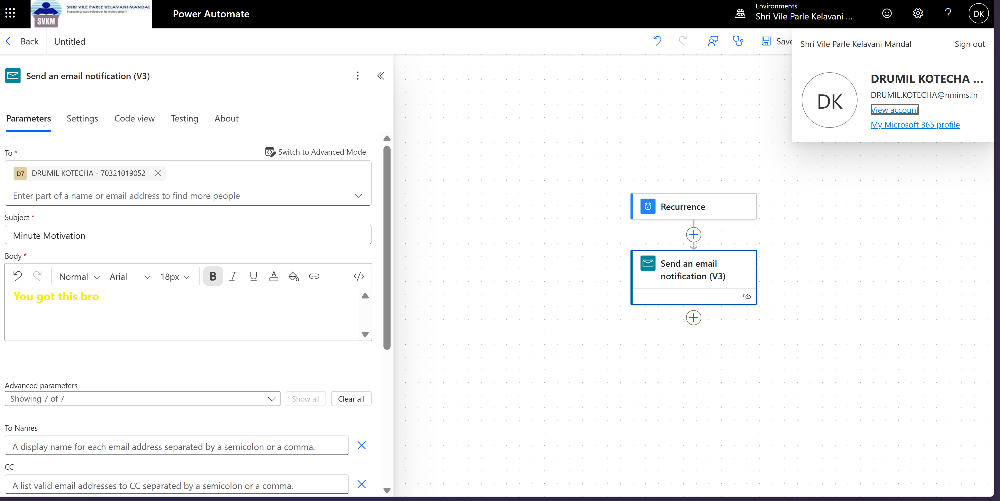 SHRI VILE PARLE KELAVANI MANDAL
Pursuing excellence in education
SVKM
Power Automate
Environments
Shri Vile Parle Kelavani ...
DK
Back
Untitled
Save
Shri Vile Parle Kelavani Mandal
Sign out
DK
DRUMIL KOTECHA ...
DRUMIL.KOTECHA@nmims.in
View account
My Microsoft 365 profile
Send an email notification (V3)
Parameters
Settings
Code view
Testing
About
To *
Switch to Advanced Mode
D7
DRUMIL KOTECHA - 70321019052
Enter part of a name or email address to find more people
Subject *
Minute Motivation
Body *
Normal
Arial
18px
B
You got this bro
Advanced parameters
Showing 7 of 7
Show all
Clear all
To Names
A display name for each email address separated by a semicolon or a comma.
CC
A list valid email addresses to CC separated by a semicolon or a comma.
Recurrence
Send an email
notification (V3)